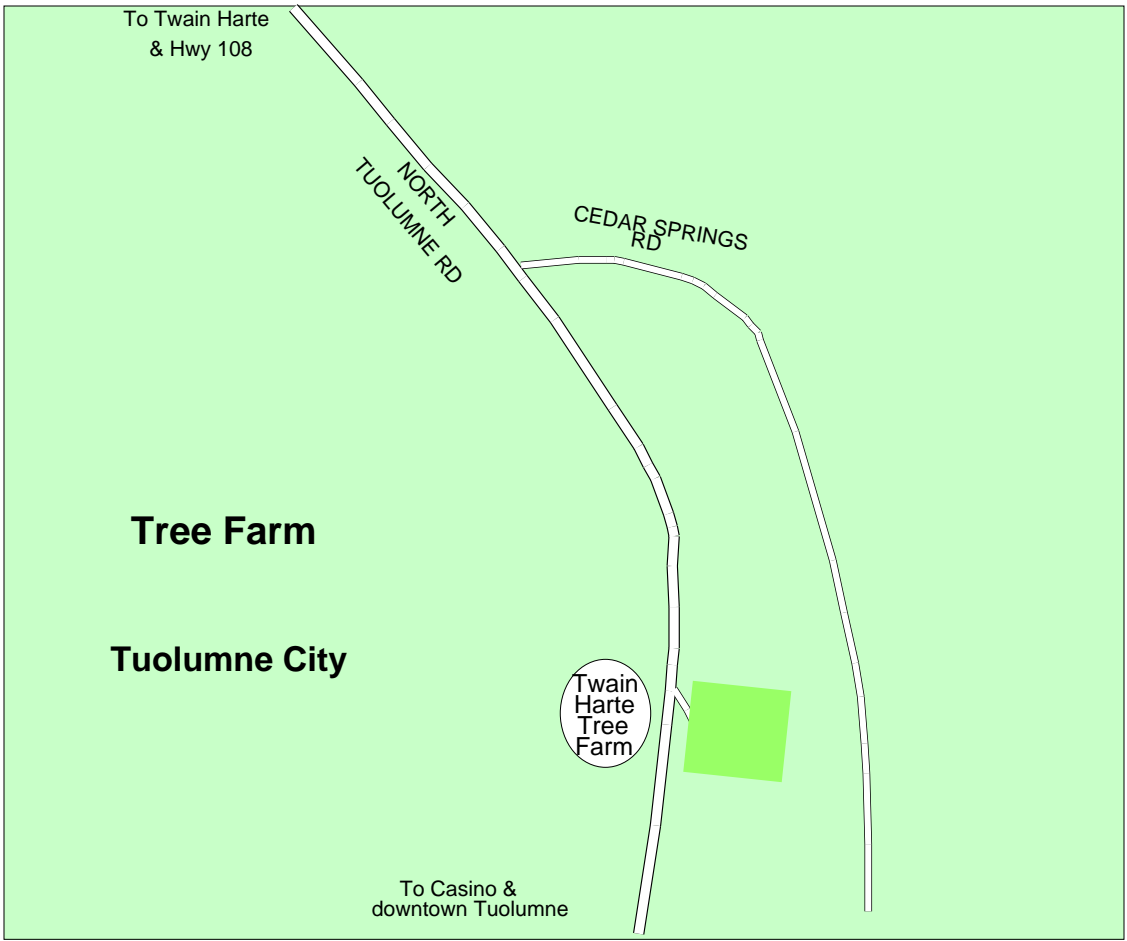 To Twain Harte
& Hwy 108
NORTH
TUOLUMNE RD
CEDAR SPRINGS
RD
Tree Farm
Tuolumne City
Twain
Harte
Tree
Farm
To Casino &
downtown Tuolumne